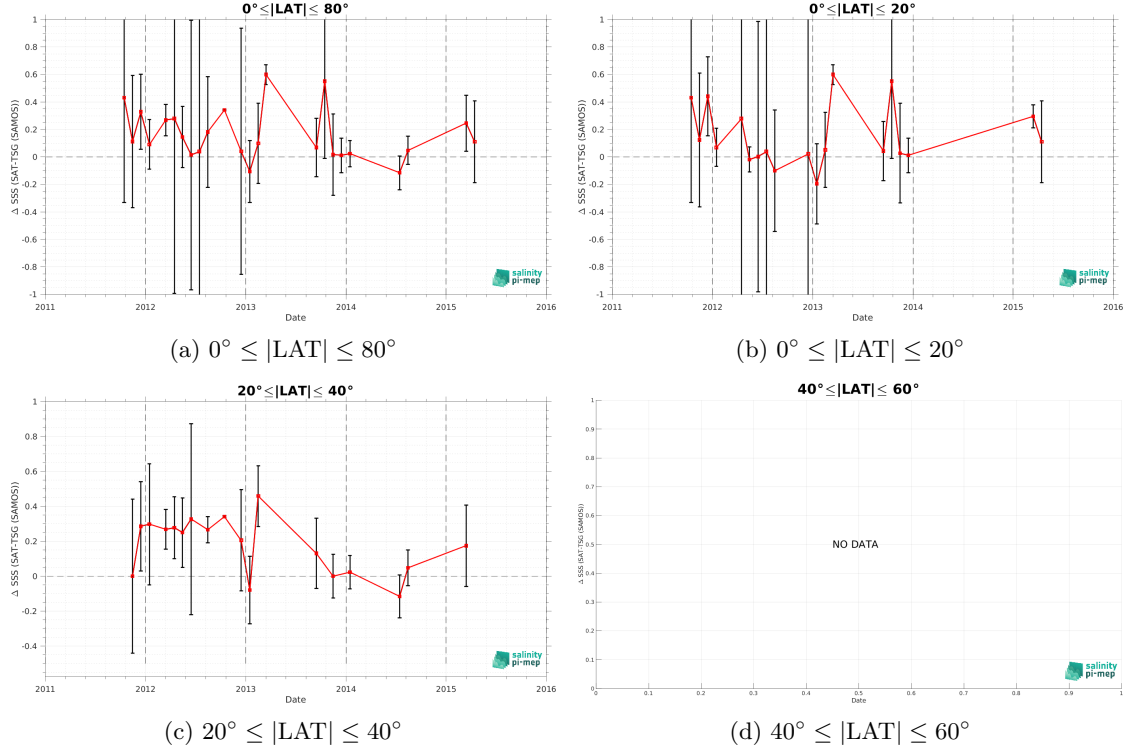 0°≤|LAT|≤ 80°
Δ SSS (SAT-TSG (SAMOS))
1
0.8
0.6
0.4
0.2
0
-0.2
-0.4
-0.6
-0.8
-1
2011 2012 2013 2014 2015 2016
Date
salinity
pi-mep
(a) 0° ≤ |LAT| ≤ 80°
0°≤|LAT|≤ 20°
Δ SSS (SAT-TSG (SAMOS))
1
0.8
0.6
0.4
0.2
0
-0.2
-0.4
-0.6
-0.8
-1
2011 2012 2013 2014 2015 2016
Date
salinity
pi-mep
(b) 0° ≤ |LAT| ≤ 20°
20°≤|LAT|≤ 40°
Δ SSS (SAT-TSG (SAMOS))
1
0.8
0.6
0.4
0.2
0
-0.2
-0.4
2011 2012 2013 2014 2015 2016
Date
salinity
pi-mep
(c) 20° ≤ |LAT| ≤ 40°
40°≤|LAT|≤ 60°
Δ SSS (SAT-TSG (SAMOS))
1
0.9
0.8
0.7
0.6
0.5
0.4
0.3
0.2
0.1
0
NO DATA
0 0.1 0.2 0.3 0.4 0.5 0.6 0.7 0.8 0.9 1
Date
salinity
pi-mep
(d) 40° ≤ |LAT| ≤ 60°